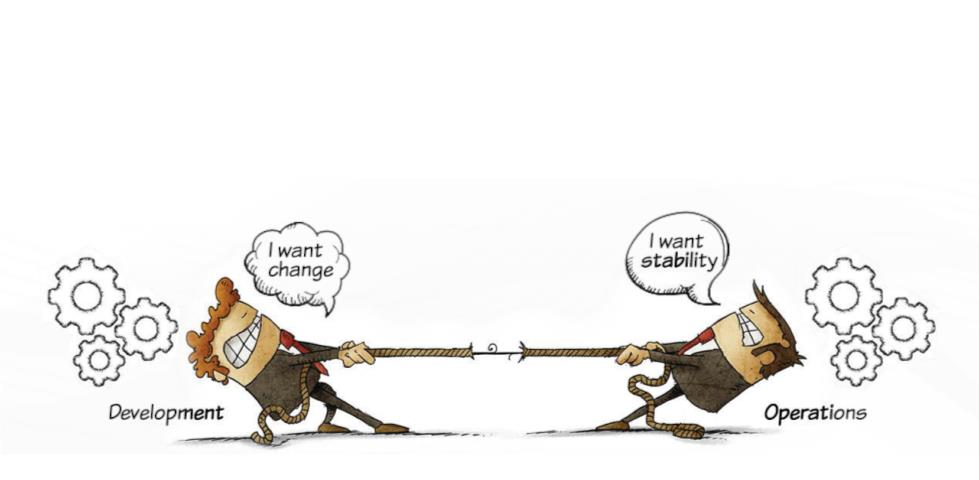 I want
change
I want
stability
Development
Operations